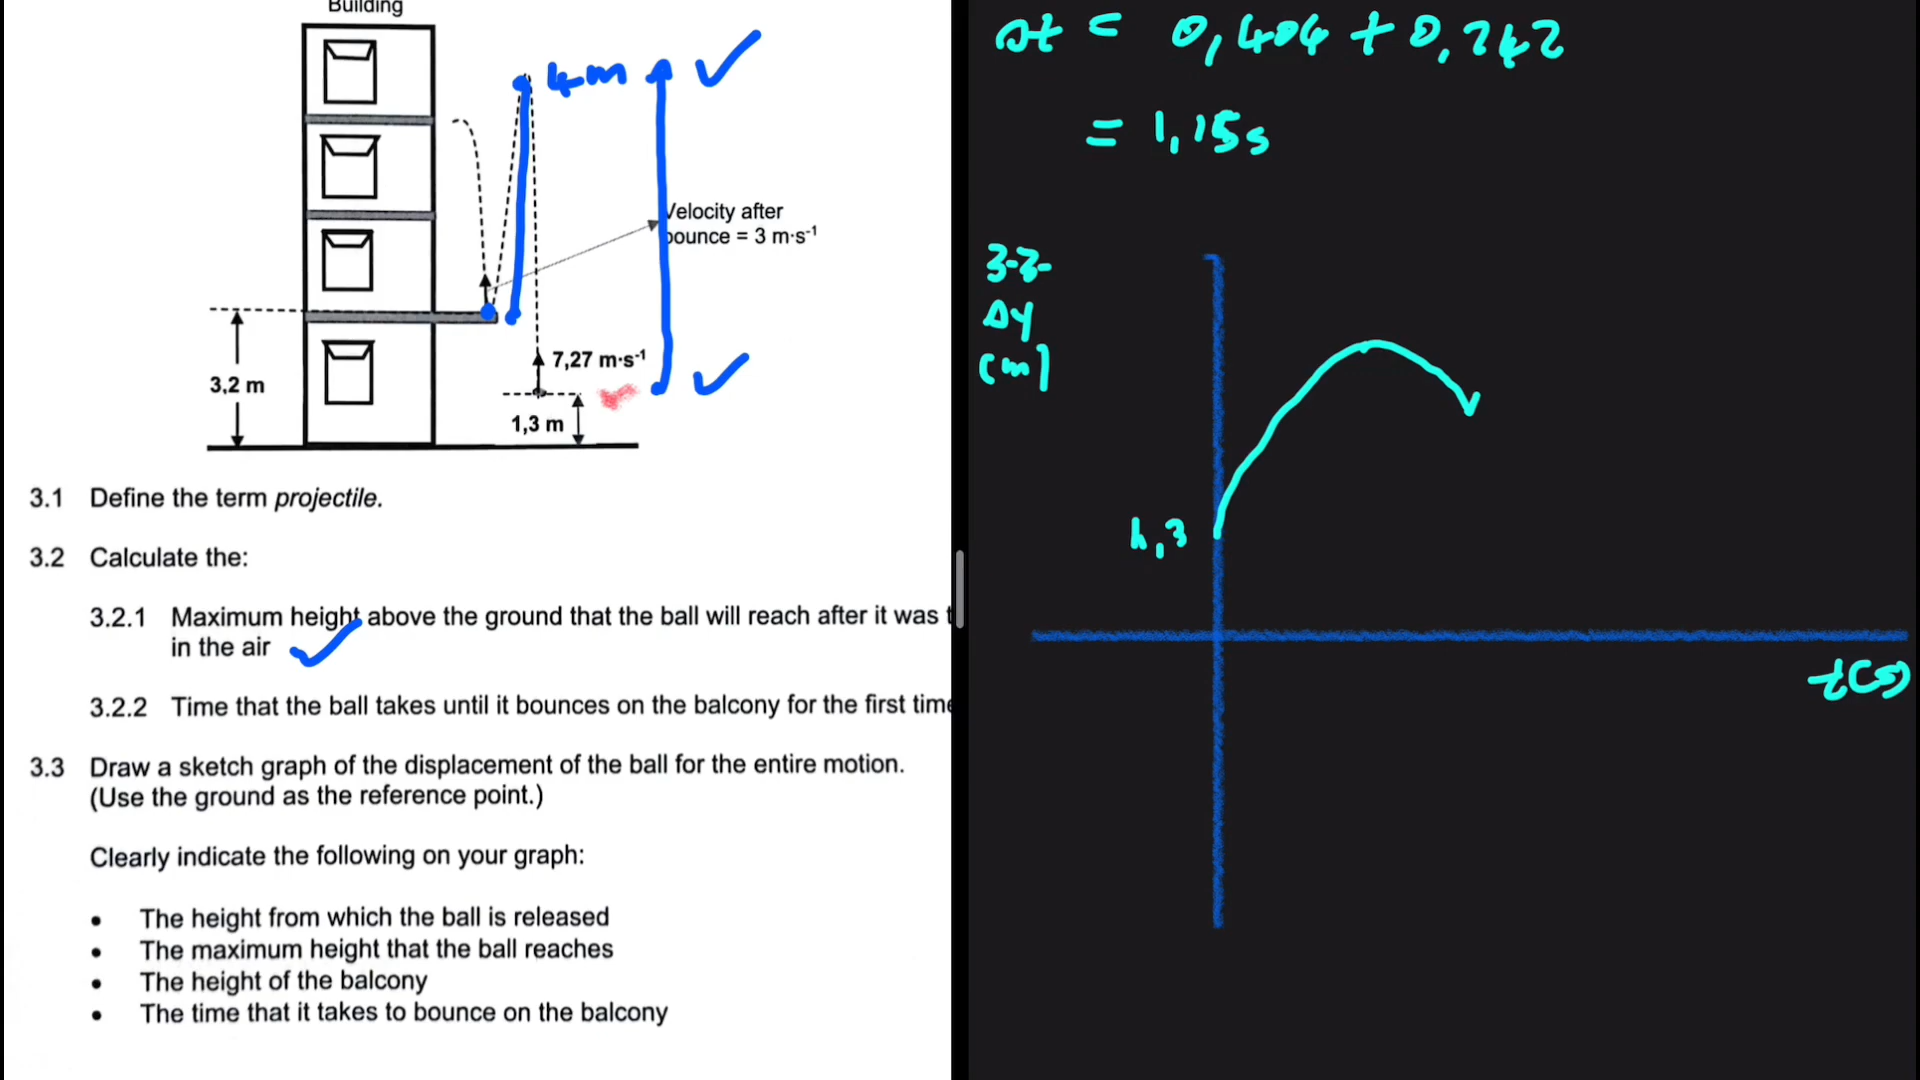 Building
4m
Velocity after
bounce = 3 m·s⁻¹
7,27 m·s⁻¹
3,2 m
1,3 m
3.1 Define the term projectile.
3.2 Calculate the:
3.2.1 Maximum height above the ground that the ball will reach after it was t
in the air
3.2.2 Time that the ball takes until it bounces on the balcony for the first time
3.3 Draw a sketch graph of the displacement of the ball for the entire motion.
(Use the ground as the reference point.)
Clearly indicate the following on your graph:
• The height from which the ball is released
• The maximum height that the ball reaches
• The height of the balcony
• The time that it takes to bounce on the balcony
Δt = 0,404 + 0,742
= 1,15s
3.3.
Δy
(m)
1,3
t(s)